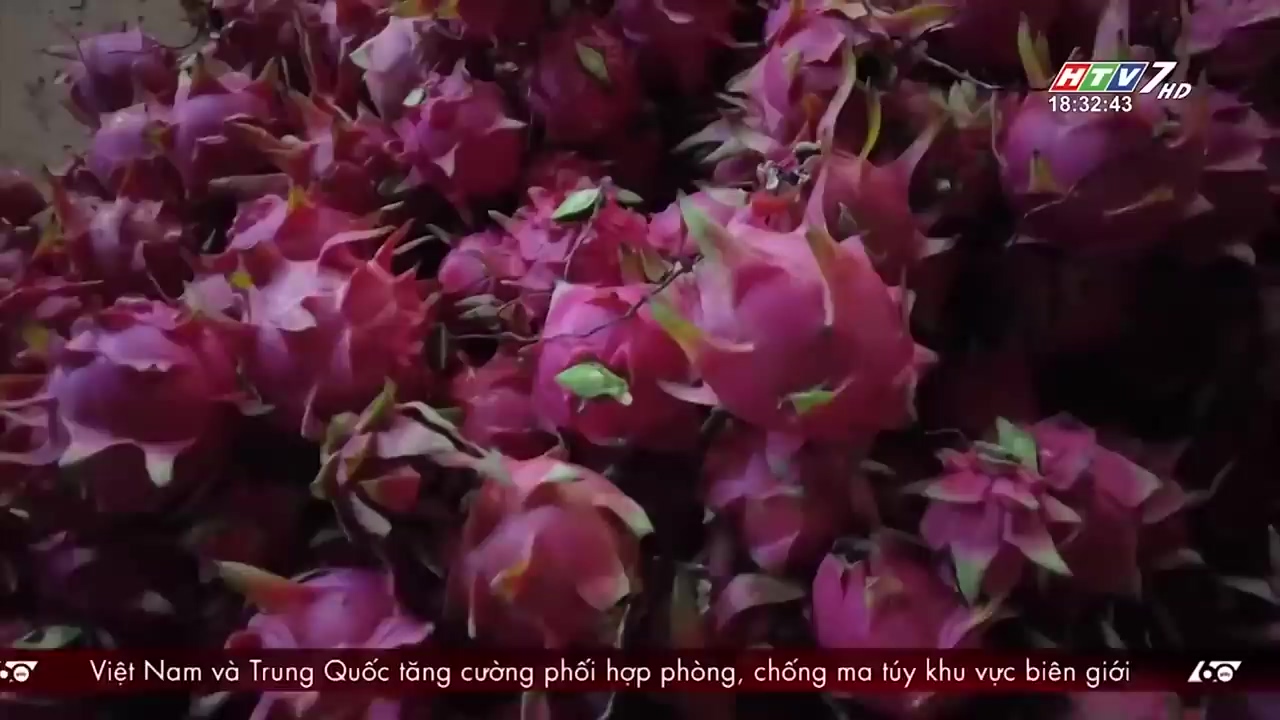 HTV7 HD
18:32:43
Việt Nam và Trung Quốc tăng cường phối hợp phòng, chống ma túy khu vực biên giới